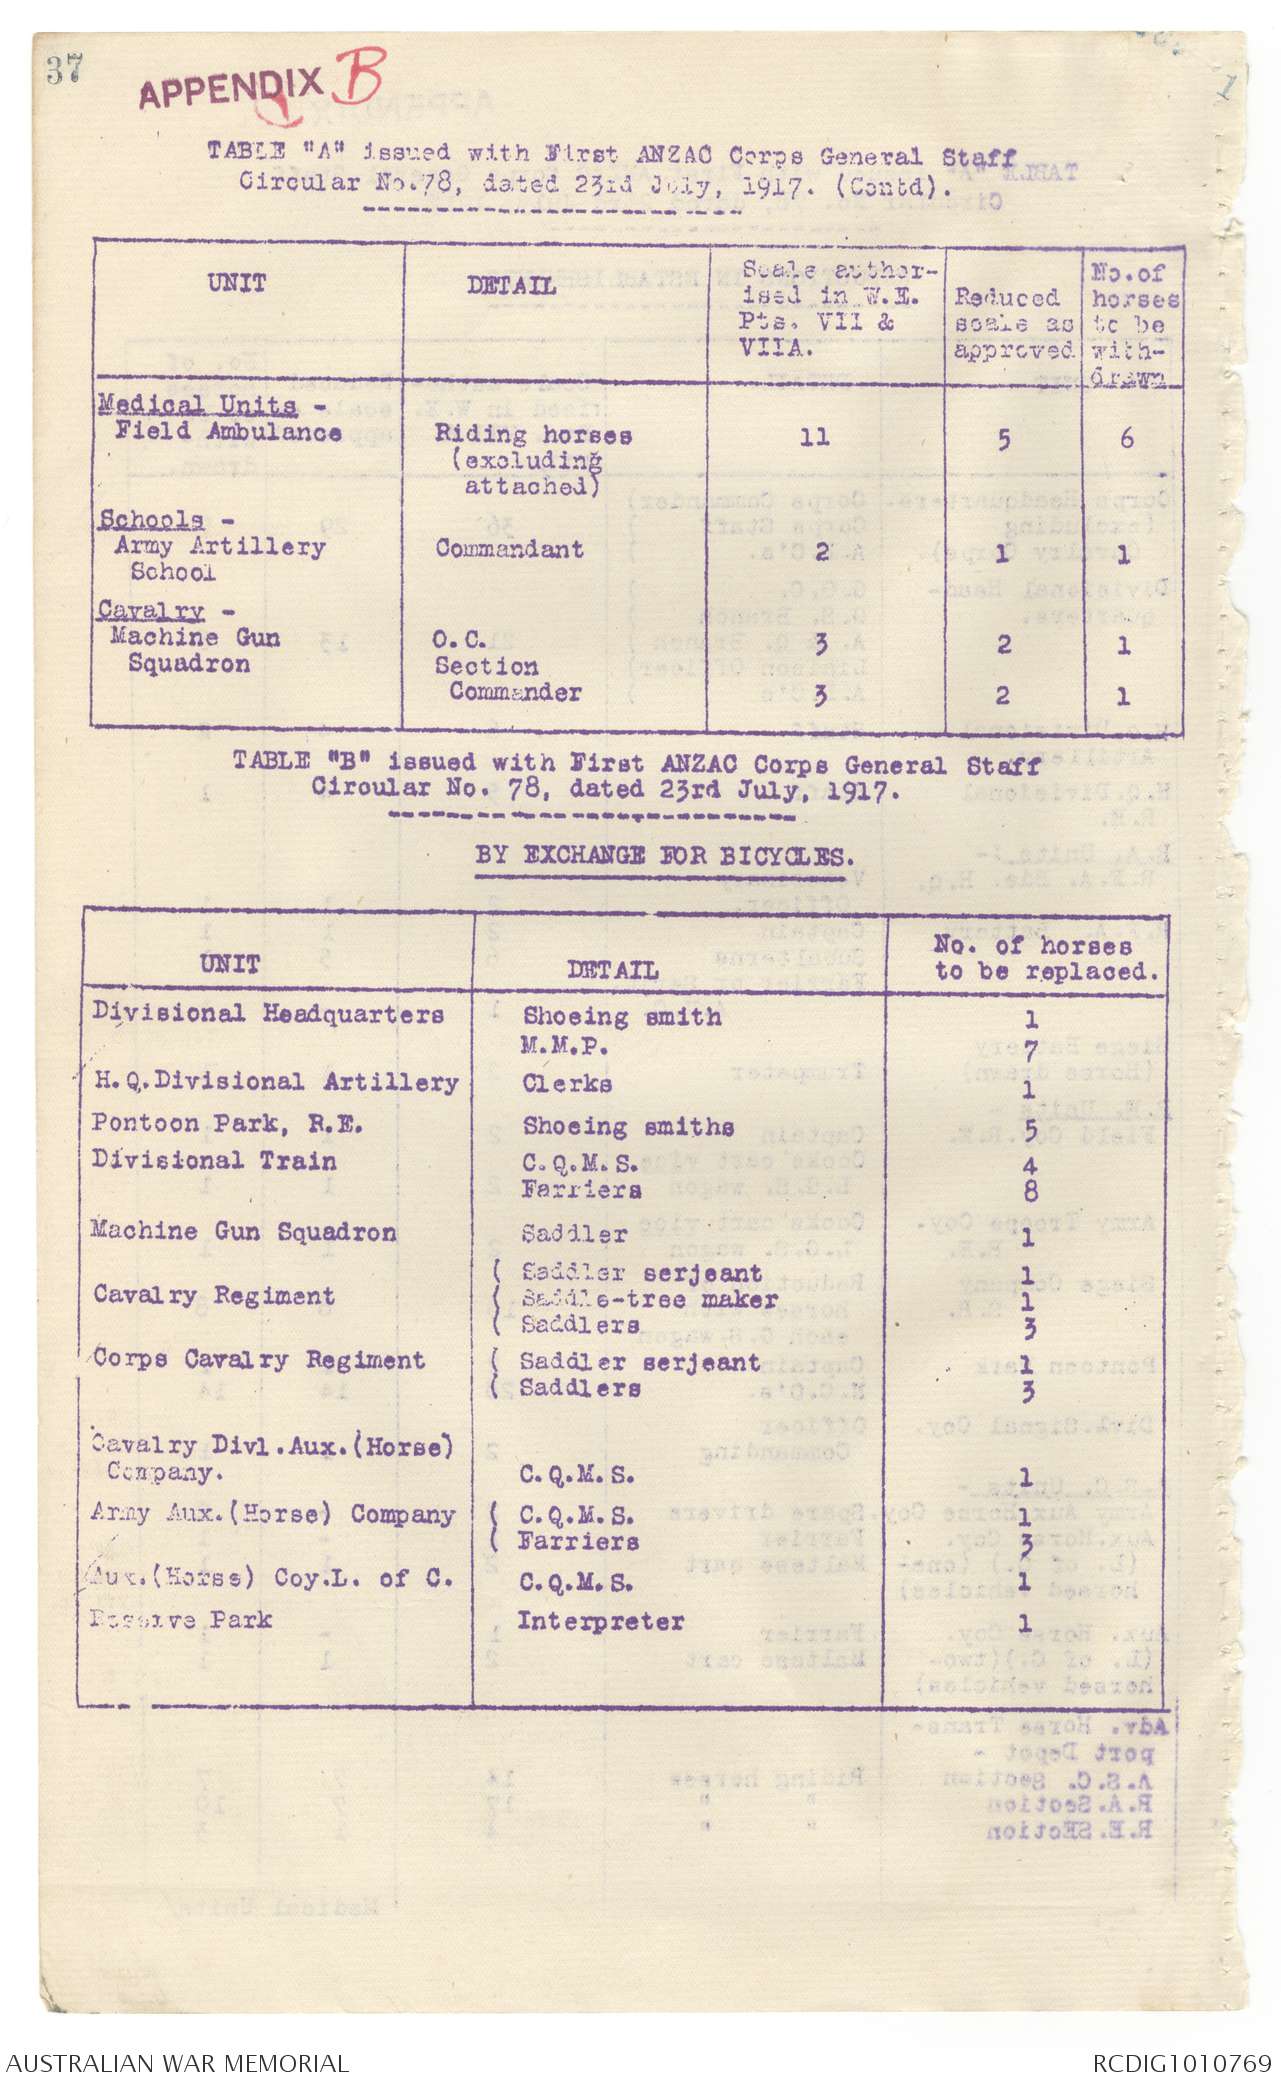 37
APPENDIX B
1
TABLE "A" issued with First ANZAC Corps General Staff
Circular No.78, dated 23rd July, 1917. (Contd).
UNIT | DETAIL | Scale author-ised in W.E. Pts. VII & VIIA. | Reduced scale as approved | No.of horses to be with-drawn
Medical Units -
Field Ambulance | Riding horses | 11 | 5 | 6
(excluding
attached)
Schools -
Army Artillery | Commandant | 2 | 1 | 1
School
Cavalry -
Machine Gun | O.C. | 3 | 2 | 1
Squadron | Section
Commander | 3 | 2 | 1
TABLE "B" issued with First ANZAC Corps General Staff
Circular No. 78, dated 23rd July, 1917.
BY EXCHANGE FOR BICYCLES.
UNIT | DETAIL | No. of horses to be replaced.
Divisional Headquarters | Shoeing smith | 1
M.M.P. | 7
H.Q.Divisional Artillery | Clerks | 1
Pontoon Park, R.E. | Shoeing smiths | 5
Divisional Train | C.Q.M.S. | 4
Farriers | 8
Machine Gun Squadron | Saddler | 1
( Saddler serjeant | 1
Cavalry Regiment | ( Saddle-tree maker | 1
( Saddlers | 3
Corps Cavalry Regiment | ( Saddler serjeant | 1
( Saddlers | 3
Cavalry Divl.Aux.(Horse)
Company. | C.Q.M.S. | 1
Army Aux.(Horse) Company | ( C.Q.M.S. | 1
( Farriers | 3
Aux.(Horse) Coy.L. of C. | C.Q.M.S. | 1
Reserve Park | Interpreter | 1
AUSTRALIAN WAR MEMORIAL
RCDIG1010769